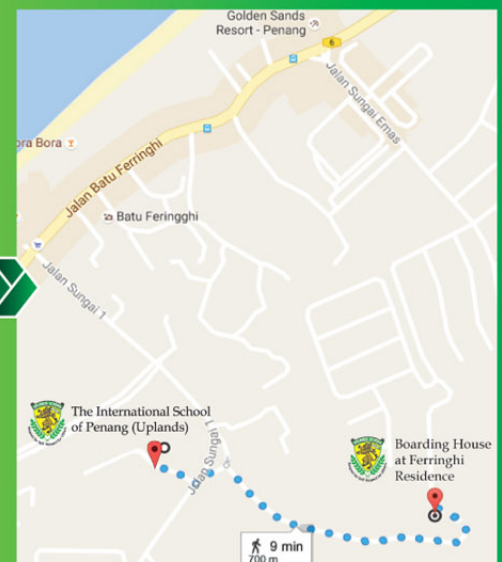 Golden Sands
Resort - Penang
6
Jalan Sungai Emas
ora Bora
Jalan Batu Ferringhi
Batu Feringghi
Jalan Sungai 1
The International School
of Penang (Uplands)
Jalan Sungai 1
Boarding House
at Ferringhi
Residence
9 min
700 m